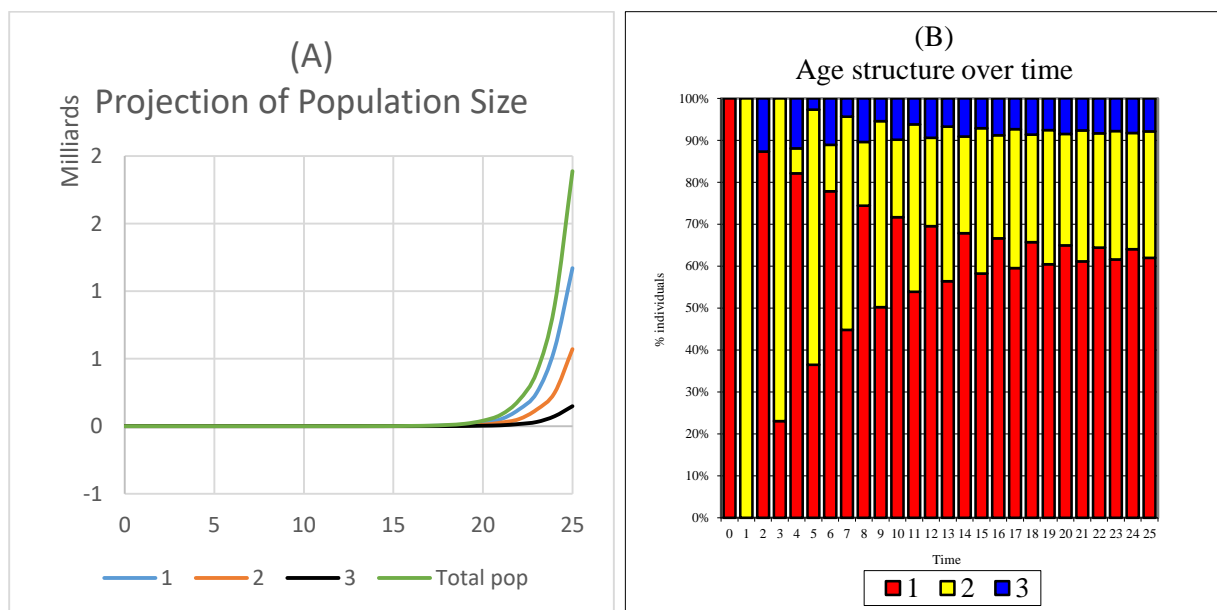 (A)
Projection of Population Size
Milliards
2
2
1
1
0
-1
0 5 10 15 20 25
1 2 3 Total pop
(B)
Age structure over time
100%
90%
80%
70%
60%
50%
40%
30%
20%
10%
0%
% individuals
0 1 2 3 4 5 6 7 8 9 10 11 12 13 14 15 16 17 18 19 20 21 22 23 24 25
Time
1 2 3